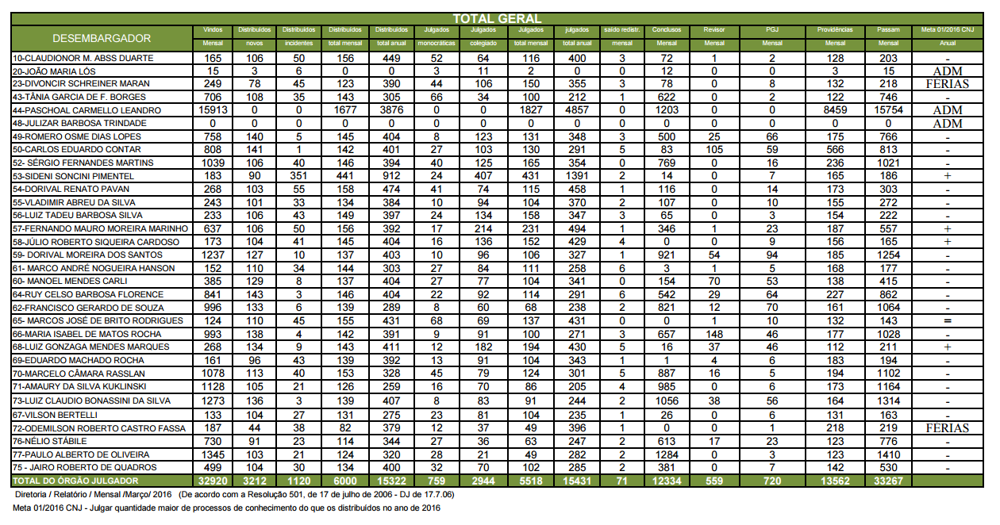 TOTAL GERAL
DESEMBARGADOR Vindos Distribuídos Distribuídos Distribuídos Distribuídos Julgados Julgados Julgados julgados saldo redistr. Conclusos Revisor PGJ Providências Passam Meta 01/2016 CNJ
Mensal novos incidentes total mensal total anual monocráticas colegiado total mensal total anual mensal Mensal Mensal Mensal Mensal Mensal Anual
10-CLAUDIONOR M. ABSS DUARTE 165 106 50 156 449 52 64 116 400 3 72 1 2 128 203 -
20-JOÃO MARIA LÓS 15 3 6 0 0 3 11 2 0 0 12 0 0 3 15 ADM
23-DIVONCIR SCHREINER MARAN 249 78 45 123 390 44 106 150 355 3 78 0 8 132 218 FÉRIAS
43-TÂNIA GARCIA DE F. BORGES 706 108 35 143 305 66 34 100 212 1 622 0 2 122 746 -
44-PASCHOAL CARMELLO LEANDRO 15913 0 0 1677 3876 0 0 1827 4857 0 1203 0 0 8459 15754 ADM
48-JULIZAR BARBOSA TRINDADE 0 0 0 0 0 0 0 0 0 0 0 0 0 0 0 ADM
49-ROMERO OSME DIAS LOPES 758 140 5 145 404 8 123 131 348 3 500 25 66 175 766 -
50-CARLOS EDUARDO CONTAR 808 141 1 142 401 27 103 130 291 5 83 105 59 566 813 -
52- SÉRGIO FERNANDES MARTINS 1039 106 40 146 394 40 125 165 354 0 769 0 16 236 1021 -
53-SIDENI SONCINI PIMENTEL 183 90 351 441 912 24 407 431 1391 2 14 0 7 165 186 +
54-DORIVAL RENATO PAVAN 268 103 55 158 474 41 74 115 458 1 116 0 14 173 303 -
55-VLADIMIR ABREU DA SILVA 243 101 33 134 384 10 94 104 370 2 107 0 10 155 272 -
56-LUIZ TADEU BARBOSA SILVA 233 106 43 149 397 24 134 158 347 3 65 0 3 154 222 -
57-FERNANDO MAURO MOREIRA MARINHO 637 106 50 156 392 17 214 231 494 1 346 1 23 187 557 +
58-JÚLIO ROBERTO SIQUEIRA CARDOSO 173 104 41 145 404 16 136 152 429 4 0 0 9 156 165 +
59- DORIVAL MOREIRA DOS SANTOS 1237 127 10 137 403 10 96 106 327 1 921 54 94 185 1254 -
61- MARCO ANDRÉ NOGUEIRA HANSON 152 110 34 144 303 27 84 111 258 6 3 1 5 168 177 -
60- MANOEL MENDES CARLI 385 129 8 137 404 27 77 104 341 0 154 70 53 138 415 -
64-RUY CELSO BARBOSA FLORENCE 841 143 3 146 404 22 92 114 291 6 542 29 64 227 862 -
62-FRANCISCO GERARDO DE SOUZA 996 133 6 139 289 8 60 68 238 2 821 12 70 161 1064 -
65- MARCOS JOSÉ DE BRITO RODRIGUES 124 110 45 155 431 68 69 137 431 0 0 1 10 132 143 =
66-MARIA ISABEL DE MATOS ROCHA 993 138 4 142 391 9 91 100 271 3 657 148 46 177 1028 -
68-LUIZ GONZAGA MENDES MARQUES 268 134 9 143 411 12 182 194 430 5 16 37 46 112 211 +
69-EDUARDO MACHADO ROCHA 161 96 43 139 392 13 91 104 343 1 1 4 6 183 194 -
70-MARCELO CÂMARA RASSLAN 1078 113 40 153 328 45 79 124 301 5 887 16 5 194 1102 -
71-AMAURY DA SILVA KUKLINSKI 1128 105 21 126 259 16 70 86 205 4 985 0 6 173 1164 -
73-LUIZ CLAUDIO BONASSINI DA SILVA 1273 136 3 139 407 8 83 91 244 2 1056 38 56 164 1314 -
67-VILSON BERTELLI 133 104 27 131 275 23 81 104 235 1 26 0 6 131 163 -
72-ODEMILSON ROBERTO CASTRO FASSA 187 44 38 82 379 12 37 49 396 1 0 0 1 218 219 FÉRIAS
76-NÉLIO STÁBILE 730 91 23 114 344 27 36 63 247 2 613 17 23 123 776 -
77-PAULO ALBERTO DE OLIVEIRA 1345 103 21 124 320 28 21 49 282 2 1284 0 3 123 1410 -
75 - JAIRO ROBERTO DE QUADROS 499 104 30 134 400 32 70 102 285 2 381 0 7 142 530 -
TOTAL DO ÓRGÃO JULGADOR 32920 3212 1120 6000 15322 759 2944 5518 15431 71 12334 559 720 13562 33267
Diretoria / Relatório / Mensal /Março/ 2016 (De acordo com a Resolução 501, de 17 de julho de 2006 - DJ de 17.7.06)
Meta 01/2016 CNJ - Julgar quantidade maior de processos de conhecimento do que os distribuídos no ano de 2016